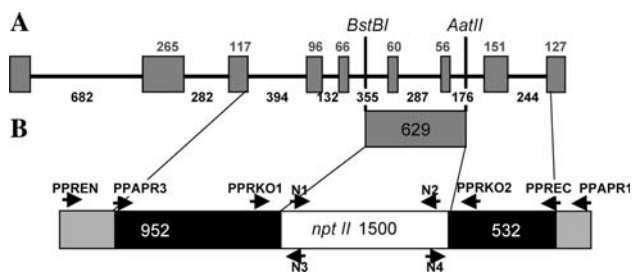 A
BstBI
AatII
265
117
96
66
60
56
151
127
682
282
394
132
355
287
176
244
B
629
PPREN
PPAPR3
PPRKO1
N1
N2
PPRKO2
PPREC
PPAPR1
952
npt II 1500
532
N3
N4